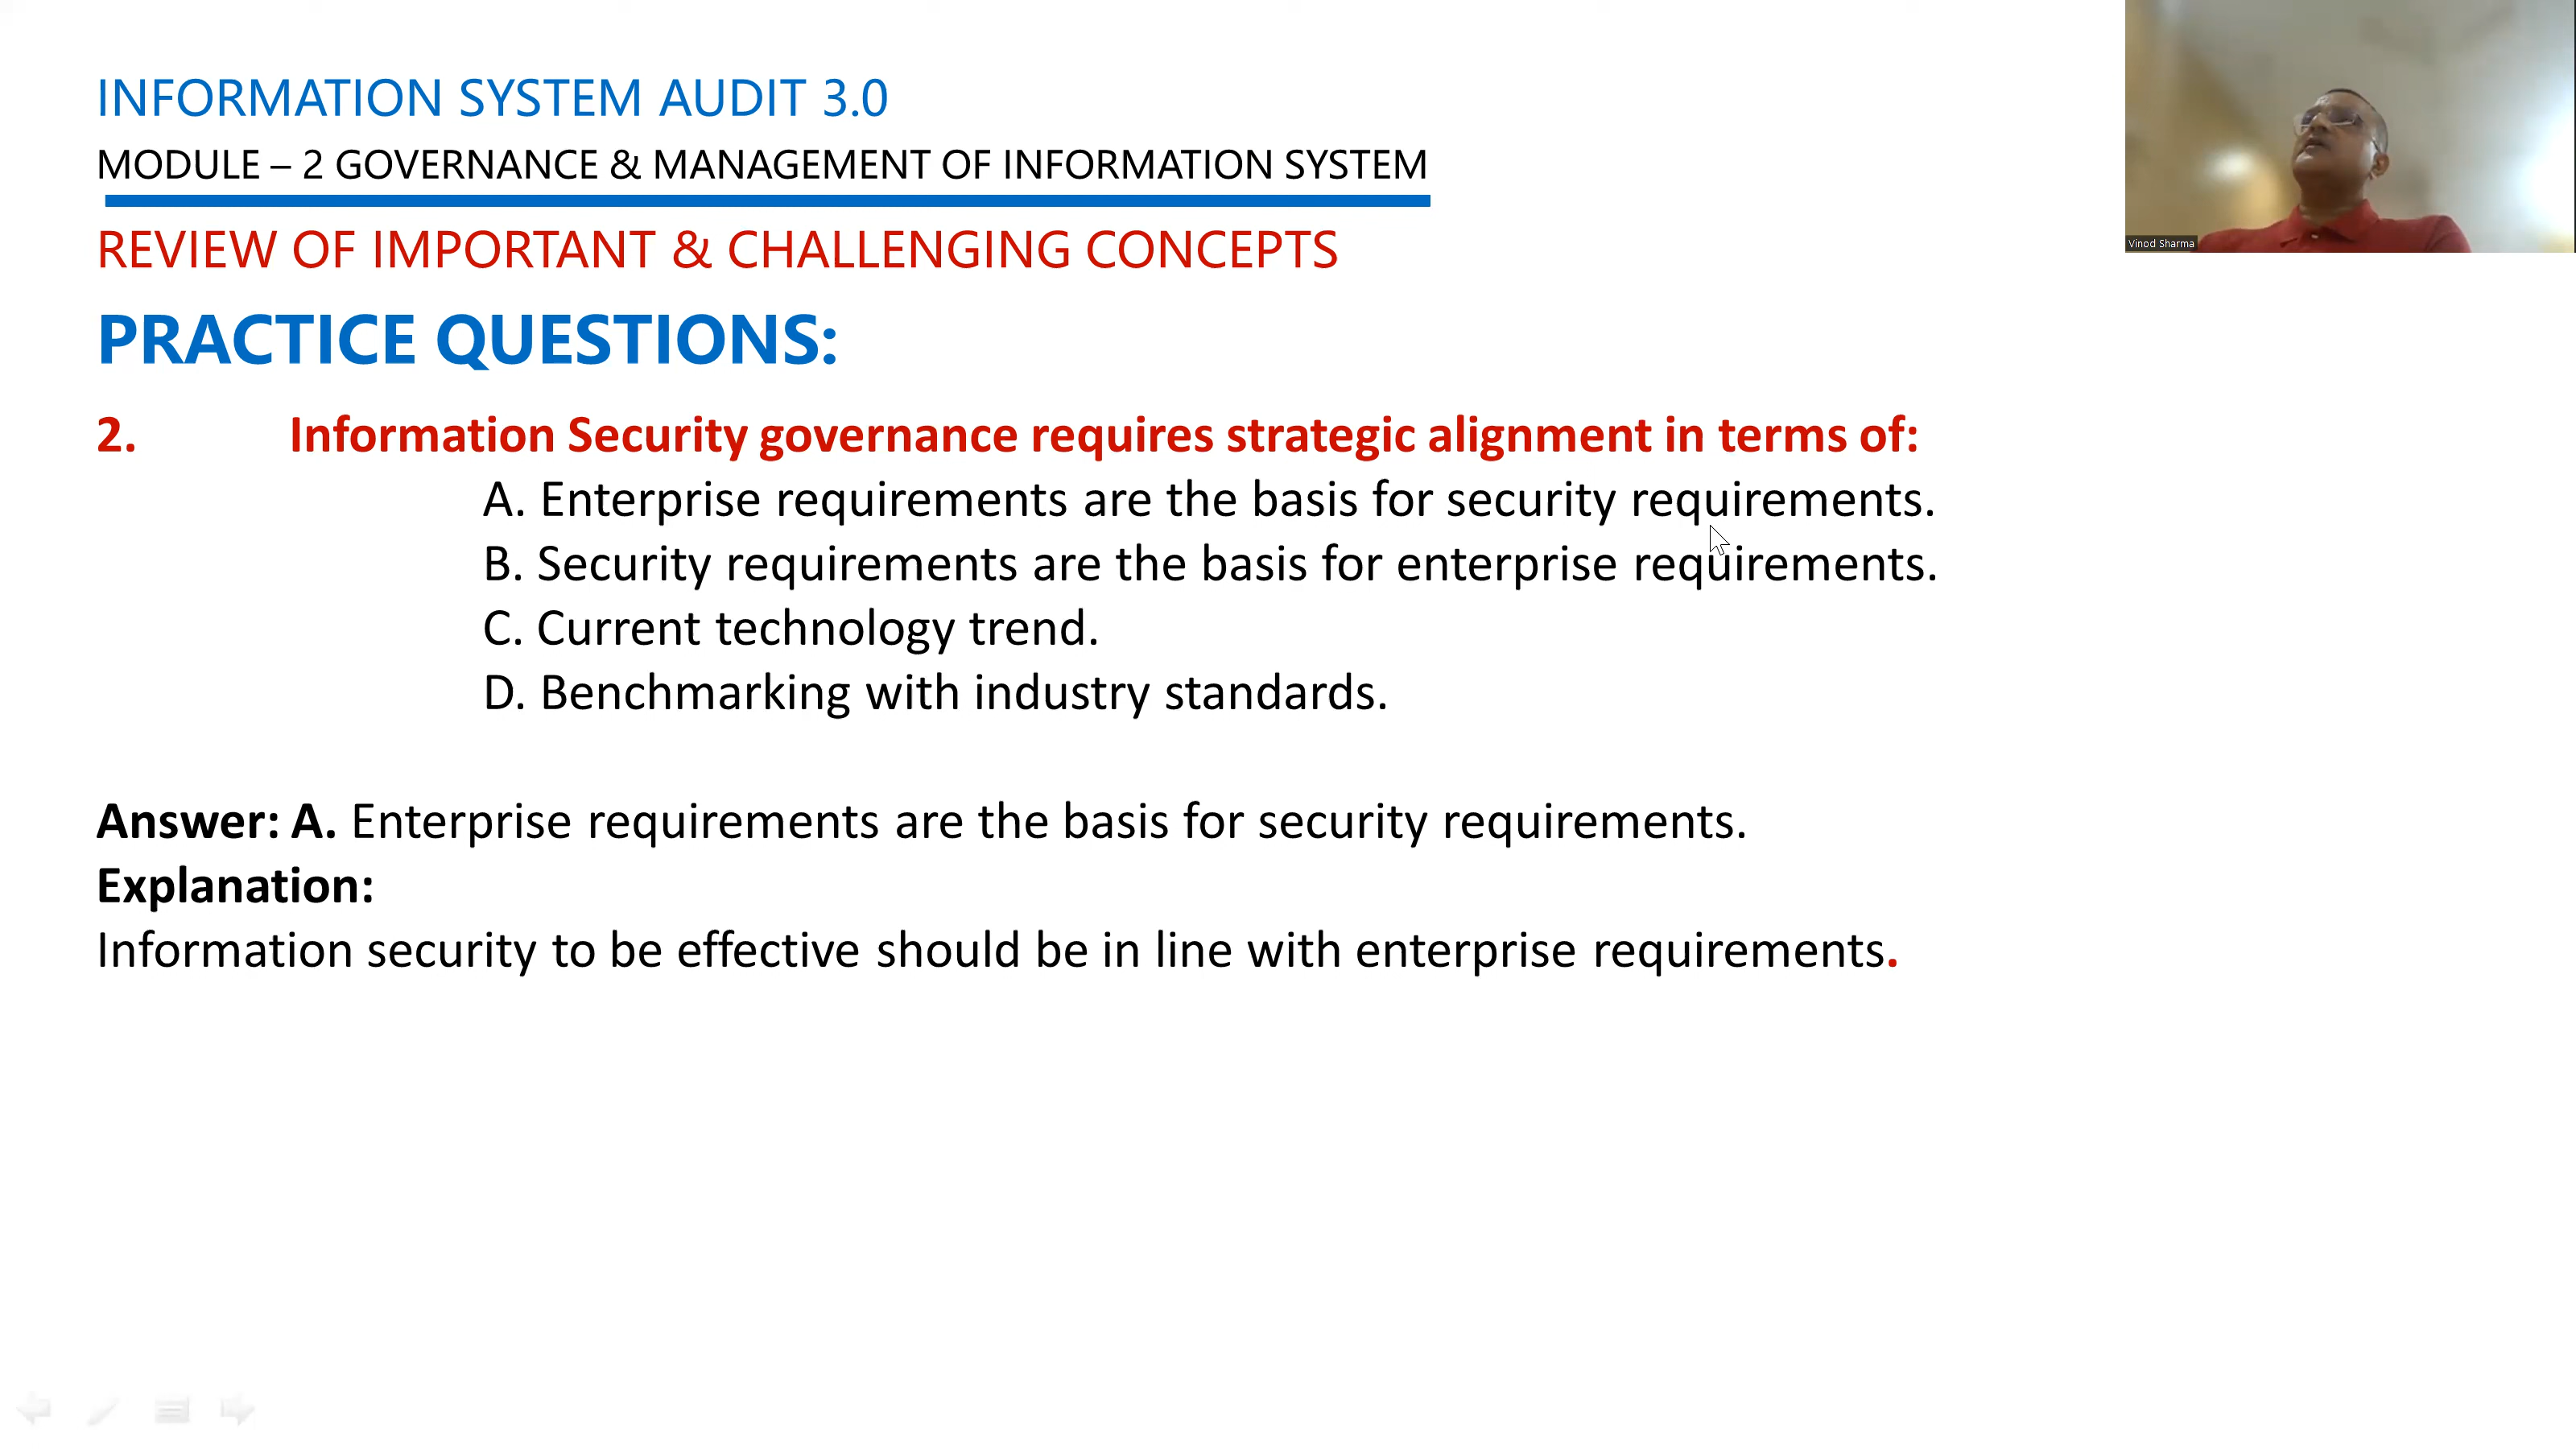 INFORMATION SYSTEM AUDIT 3.0
MODULE – 2 GOVERNANCE & MANAGEMENT OF INFORMATION SYSTEM
REVIEW OF IMPORTANT & CHALLENGING CONCEPTS
PRACTICE QUESTIONS:
2. Information Security governance requires strategic alignment in terms of:
A. Enterprise requirements are the basis for security requirements.
B. Security requirements are the basis for enterprise requirements.
C. Current technology trend.
D. Benchmarking with industry standards.
Answer: A. Enterprise requirements are the basis for security requirements.
Explanation:
Information security to be effective should be in line with enterprise requirements.
Vinod Sharma